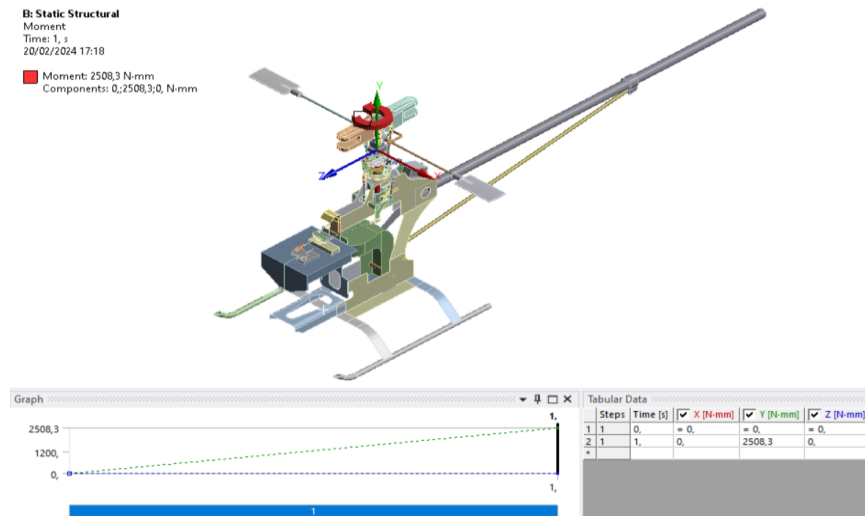 B: Static Structural
Moment
Time: 1, s
20/02/2024 17:18
Moment: 2508,3 N-mm
Components: 0,;2508,3;0, N-mm
Y
Z
X
Graph
1,
2508,3
1200,
0,
1,
1
Tabular Data
Steps Time [s] X [N·mm] Y [N·mm] Z [N·mm]
1 1 0, = 0, = 0, = 0,
2 1 1, 0, 2508,3 0,
*